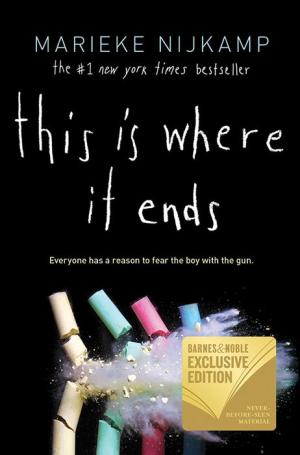 MARIEKE NIJKAMP
the #1 new york times bestseller
this is where
it ends
Everyone has a reason to fear the boy with the gun.
BARNES&NOBLE
EXCLUSIVE
EDITION
NEVER-
BEFORE-SEEN
MATERIAL